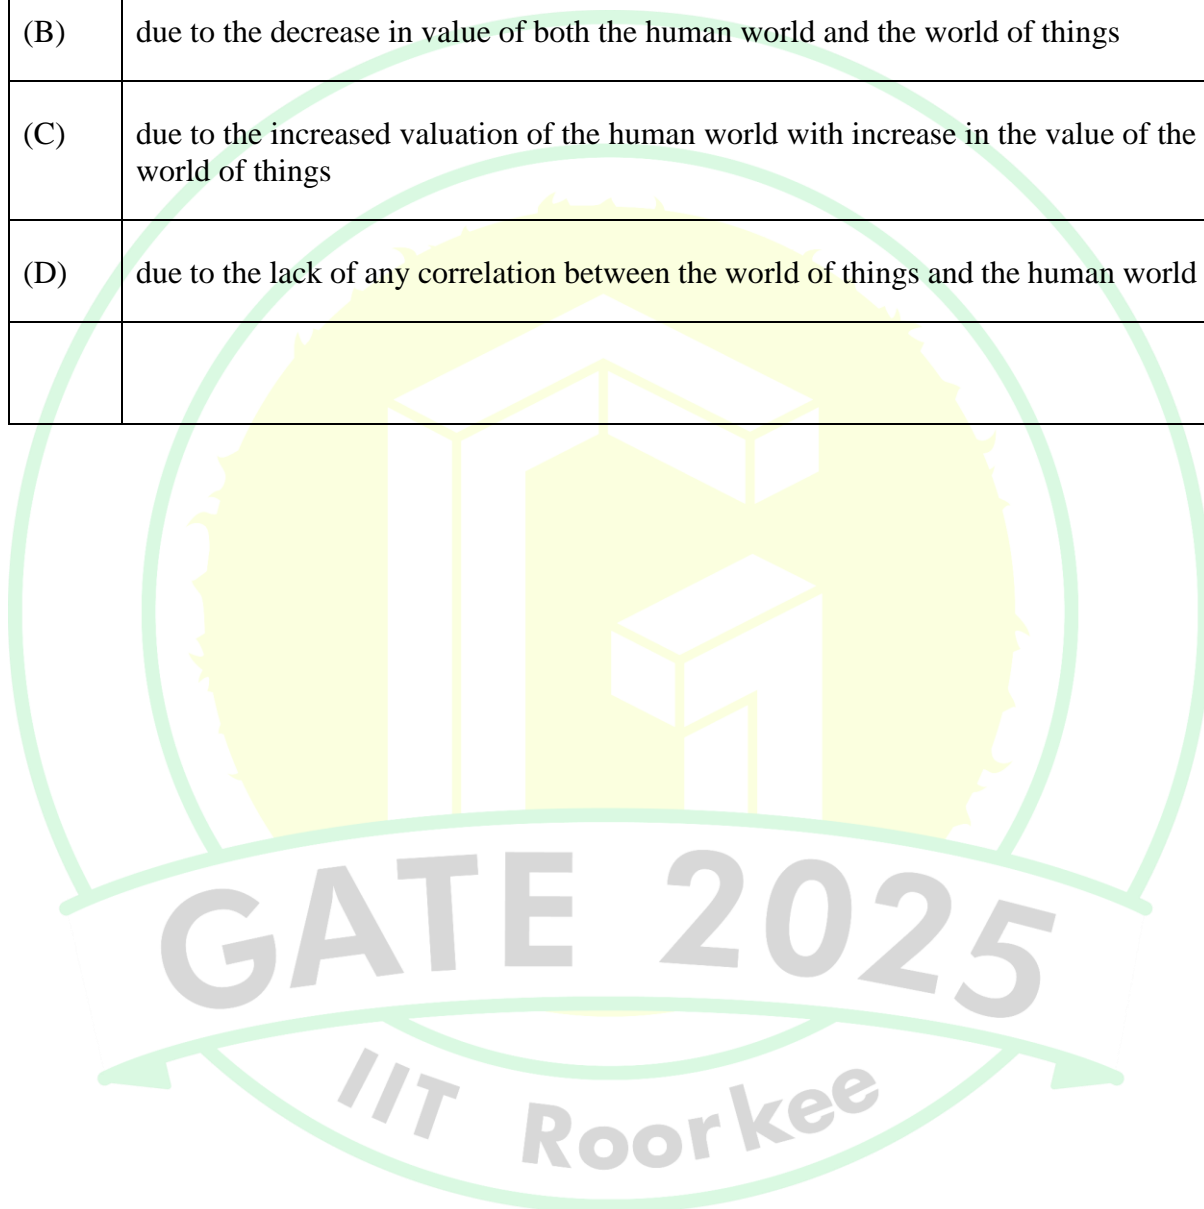 (B) due to the decrease in value of both the human world and the world of things
(C) due to the increased valuation of the human world with increase in the value of the
world of things
(D) due to the lack of any correlation between the world of things and the human world
GATE 2025
IIT Roorkee